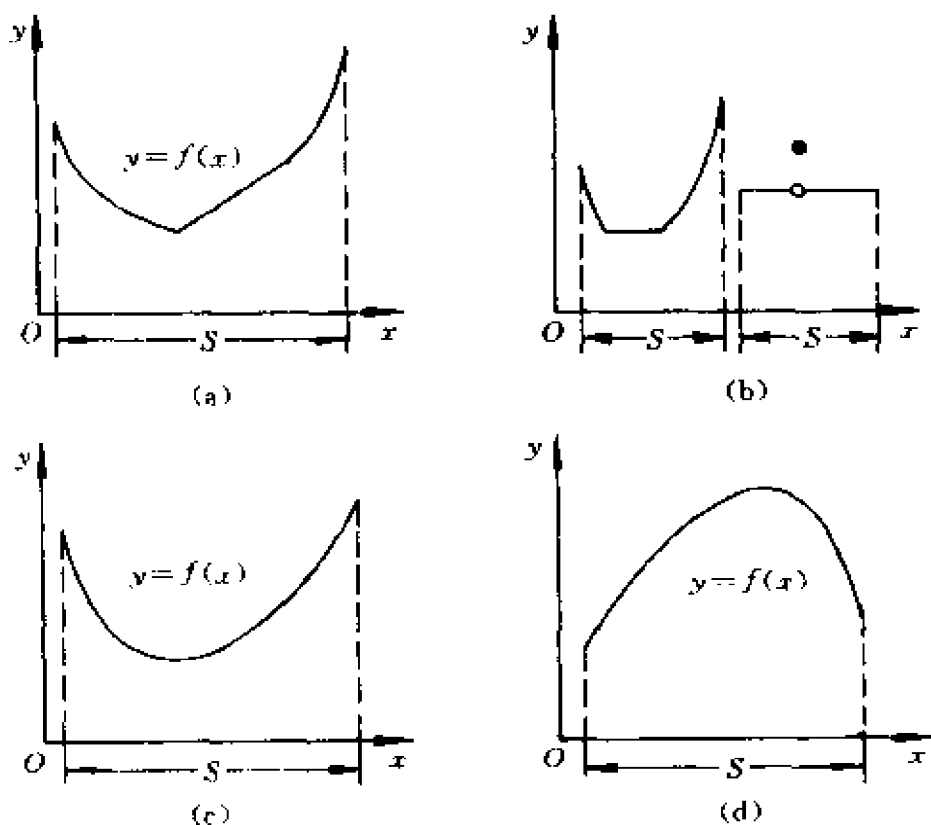 y
y = f(x)
O
S
x
(a)
y
O
S
S
x
(b)
y
y = f(x)
O
S
x
(c)
y
y = f(x)
O
S
x
(d)